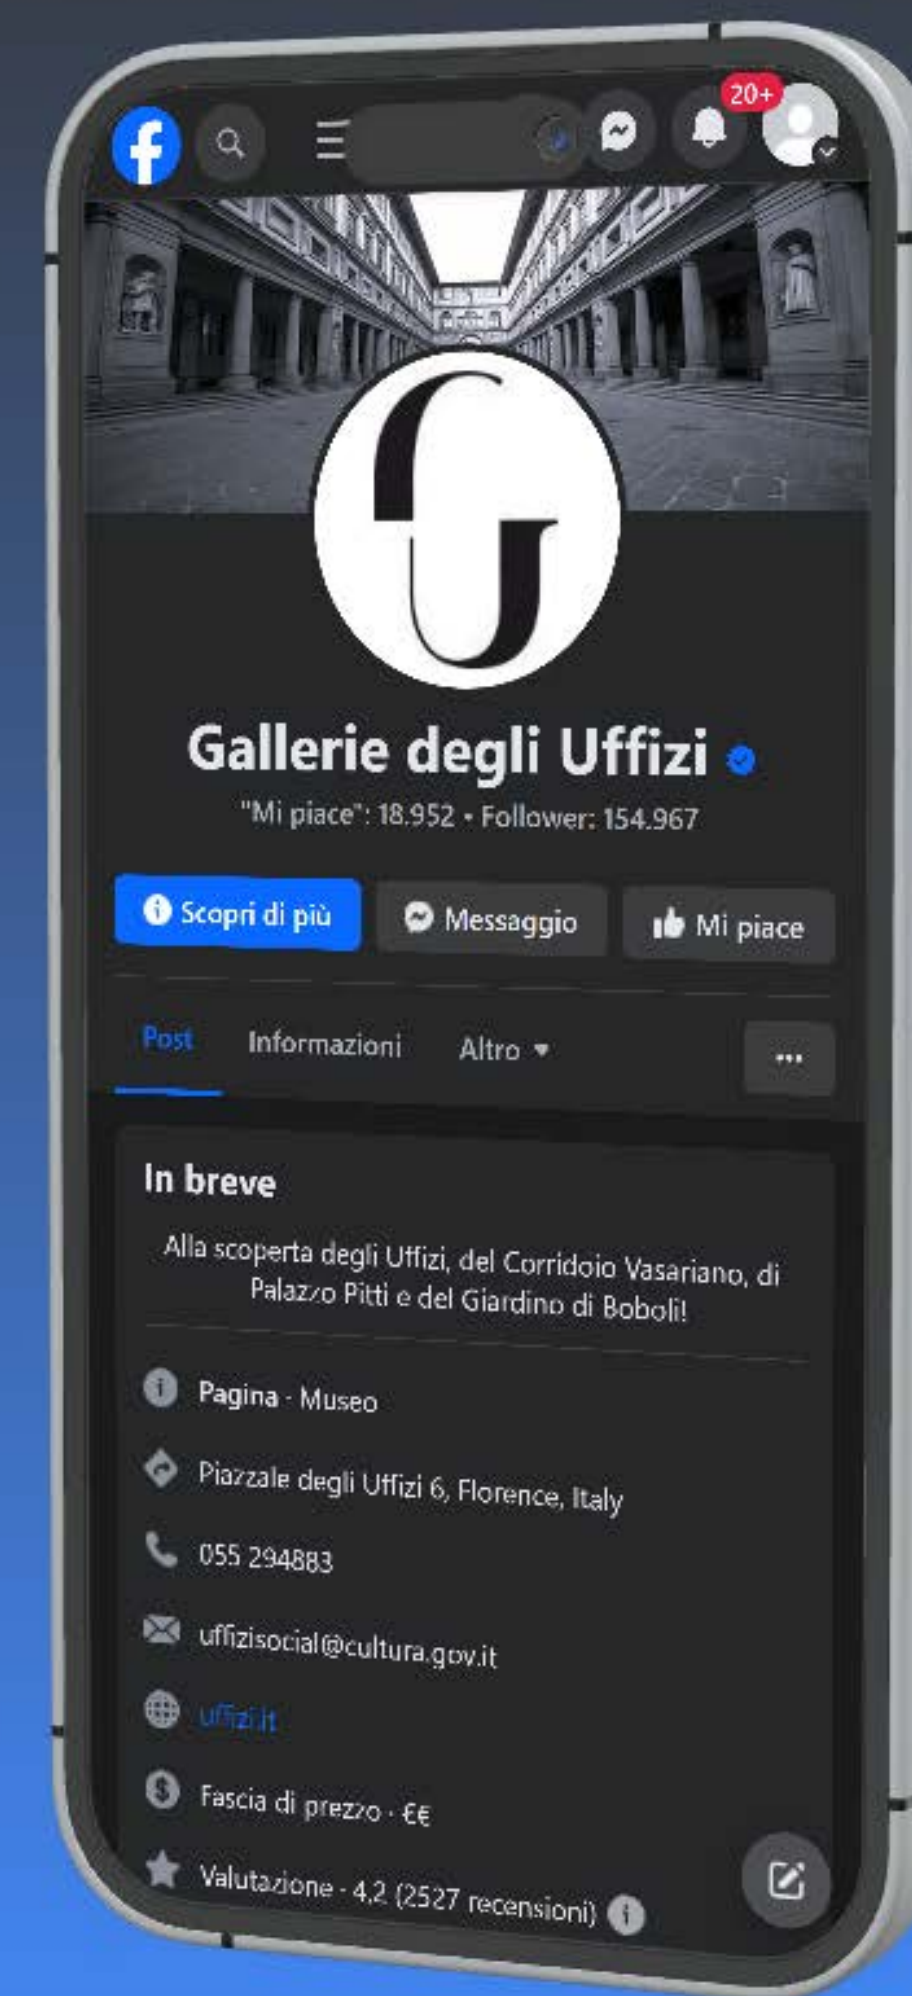 20+
Gallerie degli Uffizi
"Mi piace": 18.952 • Follower: 154.967
Scopri di più
Messaggio
Mi piace
Post
Informazioni
Altro
In breve
Alla scoperta degli Uffizi, del Corridoio Vasariano, di
Palazzo Pitti e del Giardino di Boboli!
Pagina · Museo
Piazzale degli Uffizi 6, Florence, Italy
055 294883
uffizisocial@cultura.gov.it
uffizi.it
Fascia di prezzo · €€
Valutazione · 4,2 (2527 recensioni)